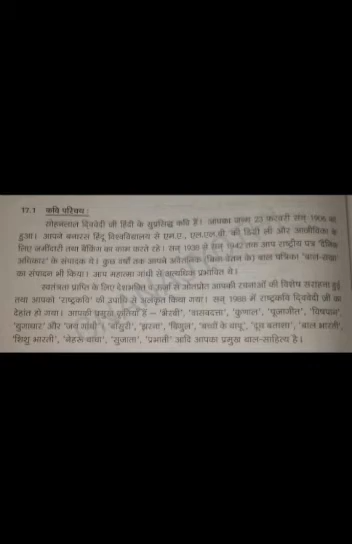 17.1 कवि परिचय :
सोहनलाल द्विवेदी जी हिंदी के सुप्रसिद्ध कवि हैं। आपका जन्म 23 फरवरी सन् 1906 को
हुआ। आपने बनारस हिंदू विश्वविद्यालय से एम.ए., एल.एल.बी. की डिग्री ली और आजीविका के
लिए जमींदारी तथा बैंकिंग का काम करते रहे। सन् 1938 से सन् 1942 तक आप राष्ट्रीय पत्र 'दैनिक
अधिकार' के संपादक थे। कुछ वर्षों तक आपने अवैतनिक (बिना वेतन के) बाल पत्रिका 'बाल-सखा'
का संपादन भी किया। आप महात्मा गांधी से अत्यधिक प्रभावित थे।
स्वतंत्रता प्राप्ति के लिए देशभक्ति व ऊर्जा से ओतप्रोत आपकी रचनाओं की विशेष सराहना हुई
तथा आपको 'राष्ट्रकवि' की उपाधि से अलंकृत किया गया। सन् 1988 में राष्ट्रकवि द्विवेदी जी का
देहांत हो गया। आपकी प्रमुख कृतियाँ हैं – 'भैरवी', 'वासवदत्ता', 'कुणाल', 'पूजागीत', 'विषपान',
'युगाधार' और 'जय गांधी'। 'बाँसुरी', 'झरना', 'बिगुल', 'बच्चों के बापू', 'दूध बताशा', 'बाल भारती',
'शिशु भारती', 'नेहरू चाचा', 'सुजाता', 'प्रभाती' आदि आपका प्रमुख बाल-साहित्य है।